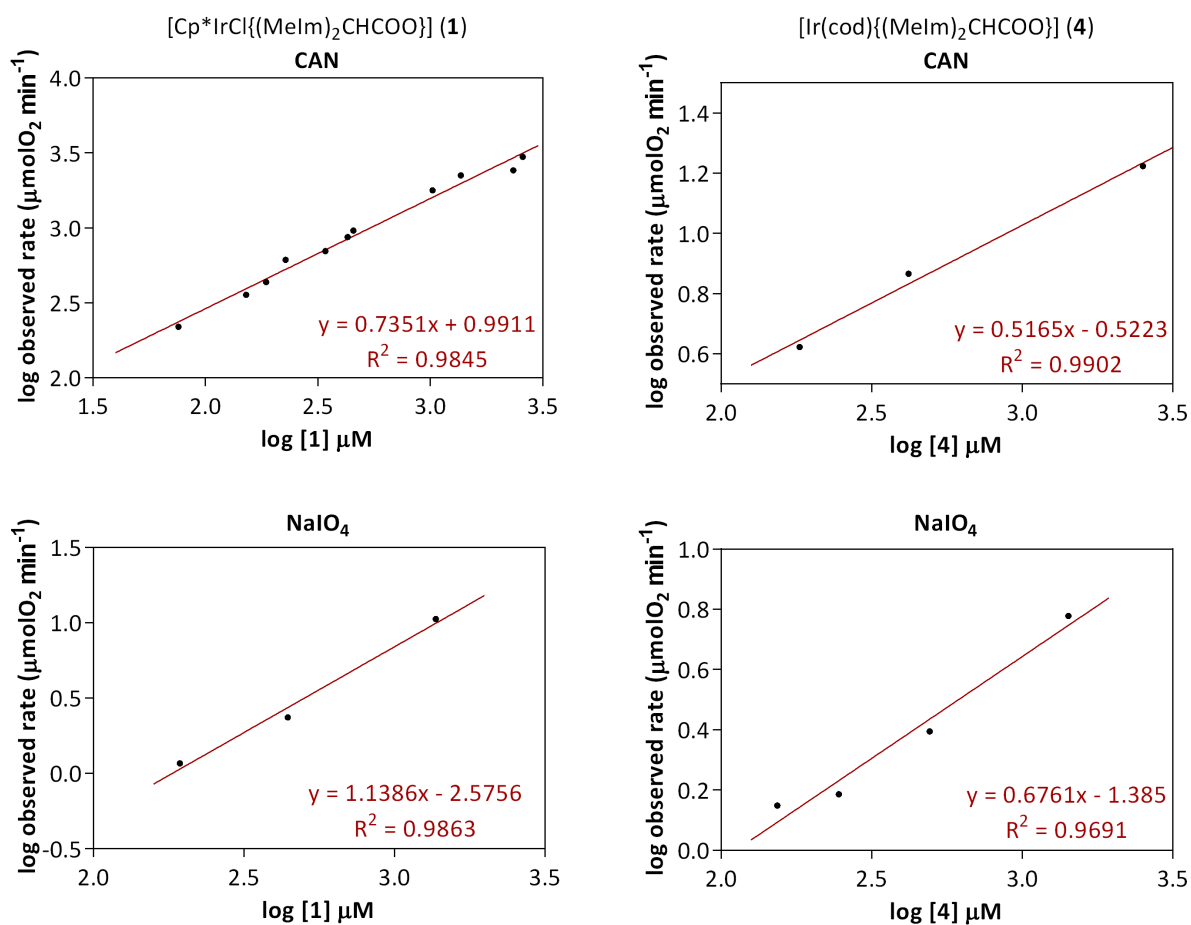 [Cp*IrCl{(MeIm)₂CHCOO}] (1)
CAN
log observed rate (μmolO₂ min⁻¹)
4.0
3.5
3.0
2.5
2.0
y = 0.7351x + 0.9911
R² = 0.9845
1.5 2.0 2.5 3.0 3.5
log [1] μM
[Ir(cod){(MeIm)₂CHCOO}] (4)
CAN
log observed rate (μmolO₂ min⁻¹)
1.4
1.2
1.0
0.8
0.6
y = 0.5165x - 0.5223
R² = 0.9902
2.0 2.5 3.0 3.5
log [4] μM
NaIO₄
log observed rate (μmolO₂ min⁻¹)
1.5
1.0
0.5
0.0
-0.5
y = 1.1386x - 2.5756
R² = 0.9863
2.0 2.5 3.0 3.5
log [1] μM
NaIO₄
log observed rate (μmolO₂ min⁻¹)
1.0
0.8
0.6
0.4
0.2
0.0
y = 0.6761x - 1.385
R² = 0.9691
2.0 2.5 3.0 3.5
log [4] μM